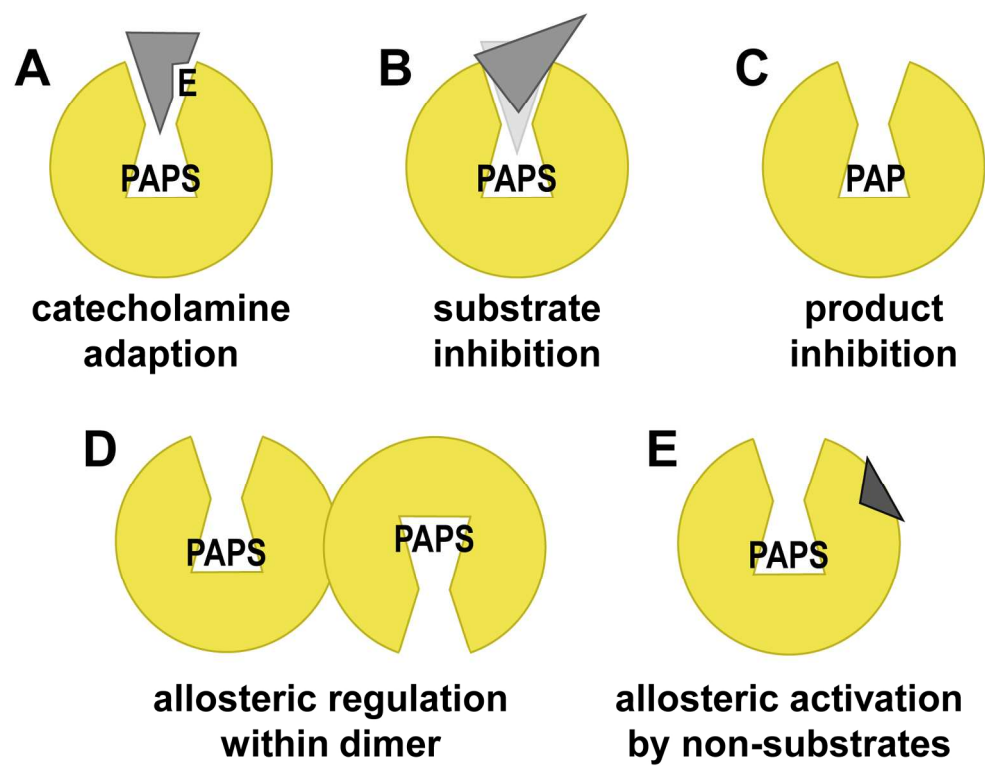 A
E
PAPS
catecholamine
adaption
B
PAPS
substrate
inhibition
C
PAP
product
inhibition
D
PAPS
PAPS
allosteric regulation
within dimer
E
PAPS
allosteric activation
by non-substrates